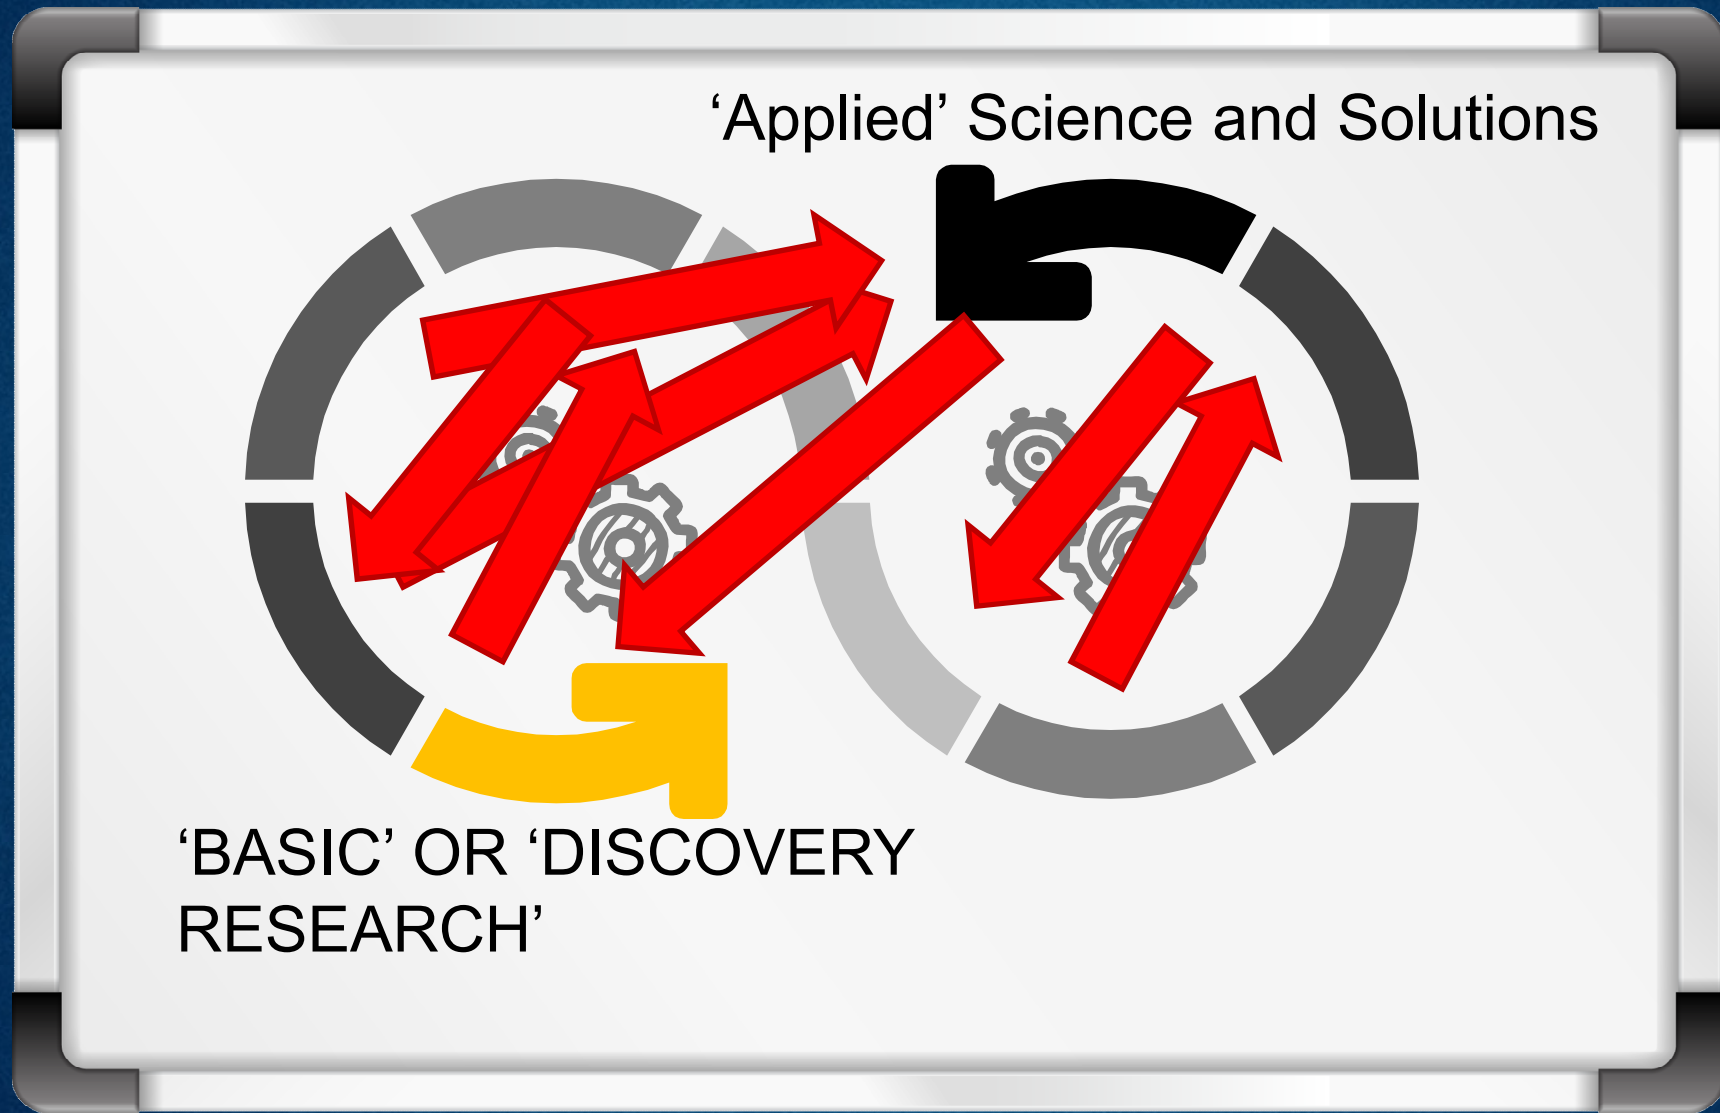 ‘Applied’ Science and Solutions
‘BASIC’ OR ‘DISCOVERY
RESEARCH’